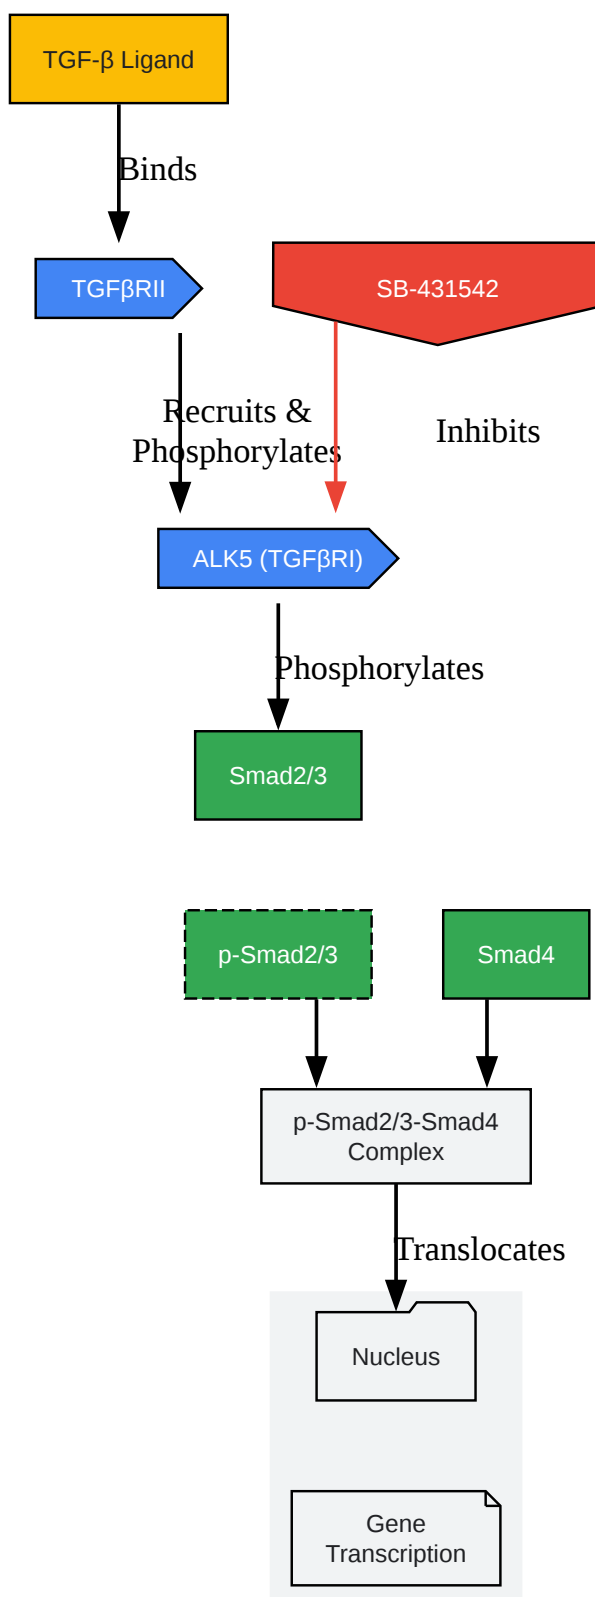 TGF-β Ligand
Binds
TGFβRII
SB-431542
Recruits &
Phosphorylates
Inhibits
ALK5 (TGFβRI)
Phosphorylates
Smad2/3
p-Smad2/3
Smad4
p-Smad2/3-Smad4
Complex
Translocates
Nucleus
Gene
Transcription